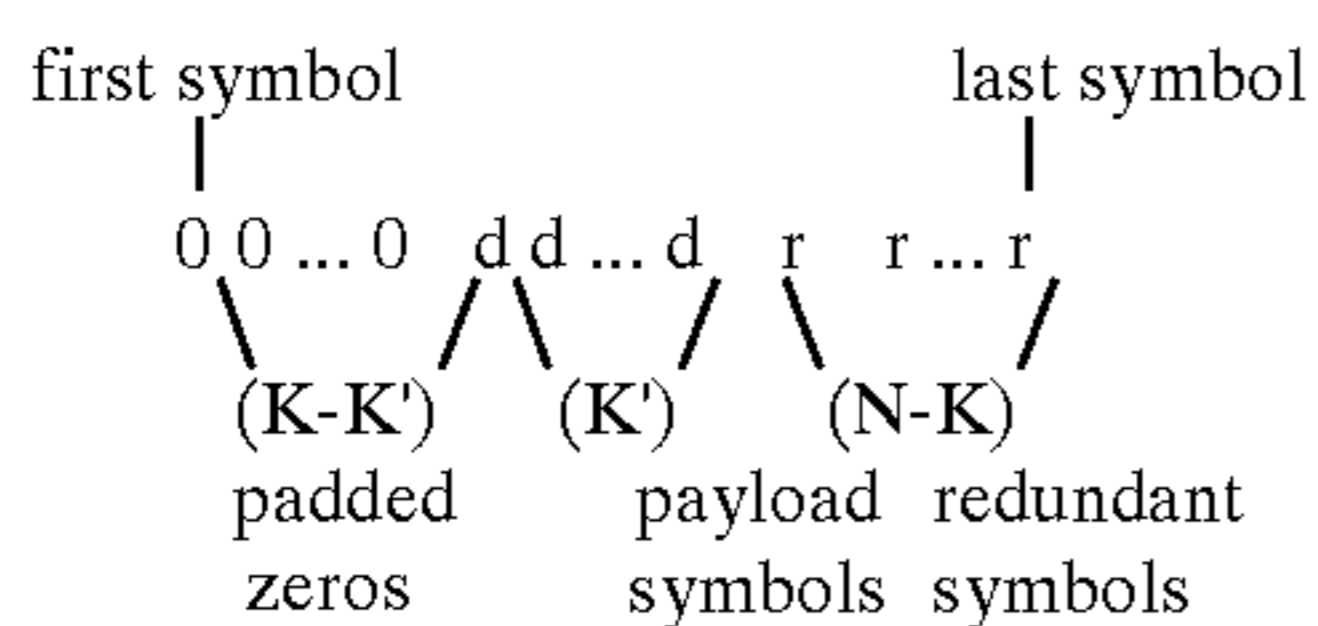 first symbol last symbol
0 0 ... 0 d d ... d r r ... r
(K-K') (K') (N-K)
padded payload redundant
zeros symbols symbols